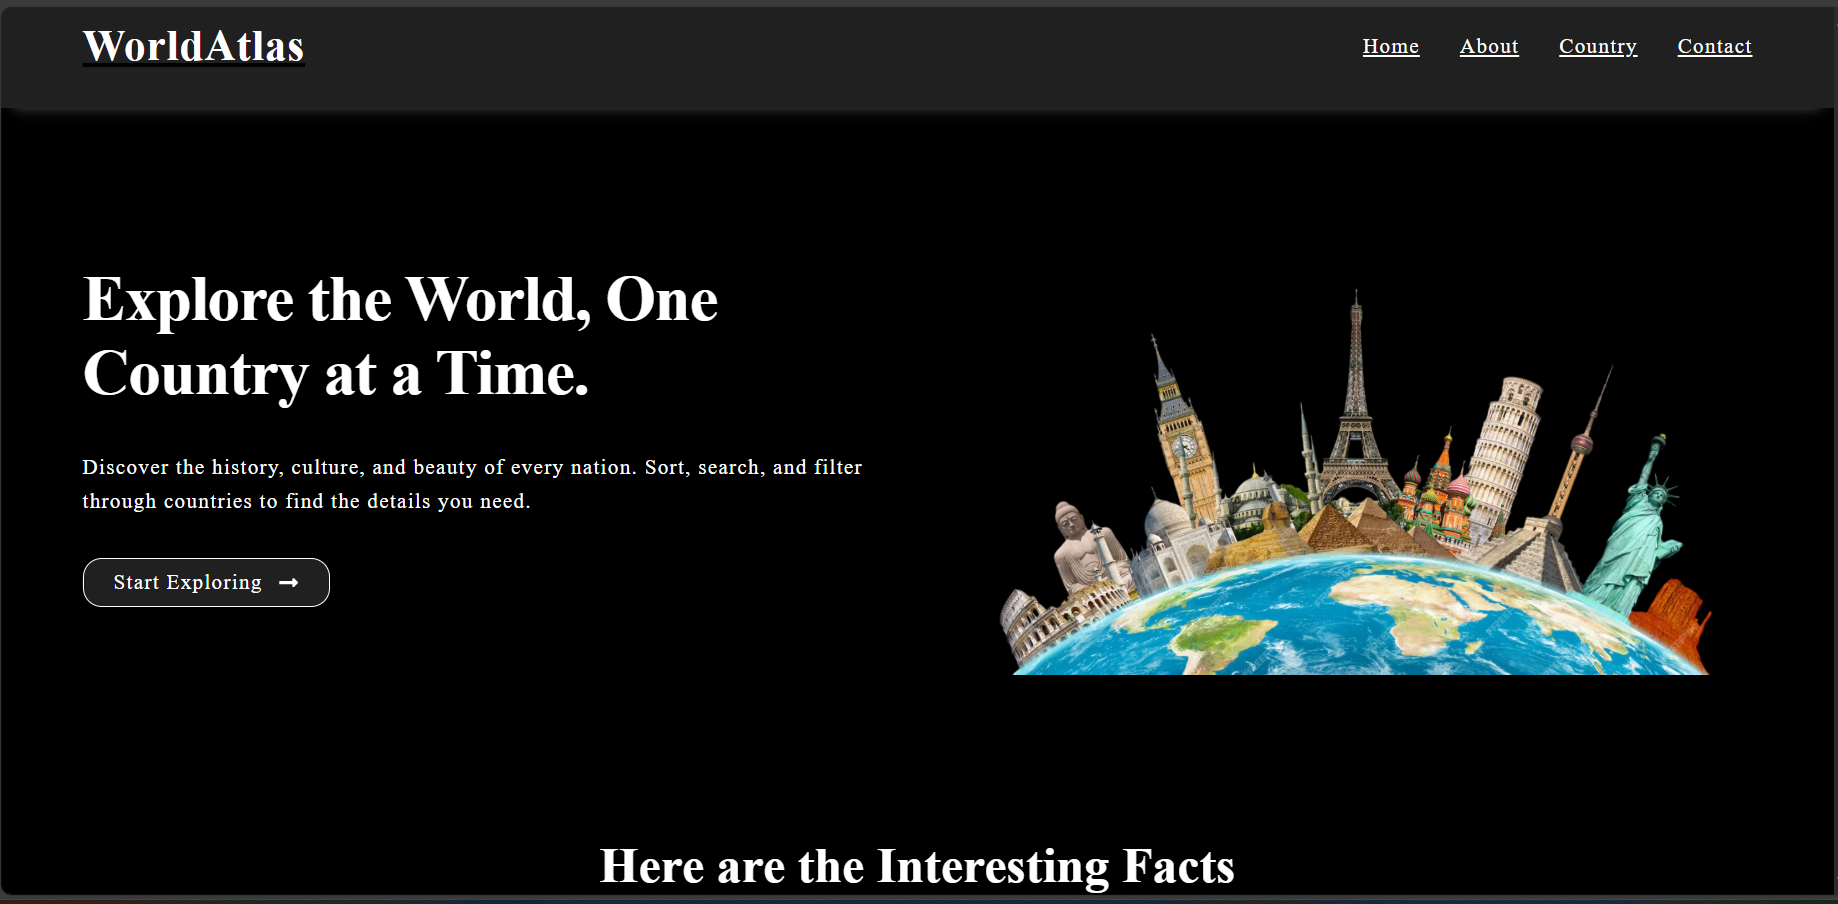 WorldAtlas
Home About Country Contact
Explore the World, One
Country at a Time.
Discover the history, culture, and beauty of every nation. Sort, search, and filter
through countries to find the details you need.
Start Exploring
Here are the Interesting Facts